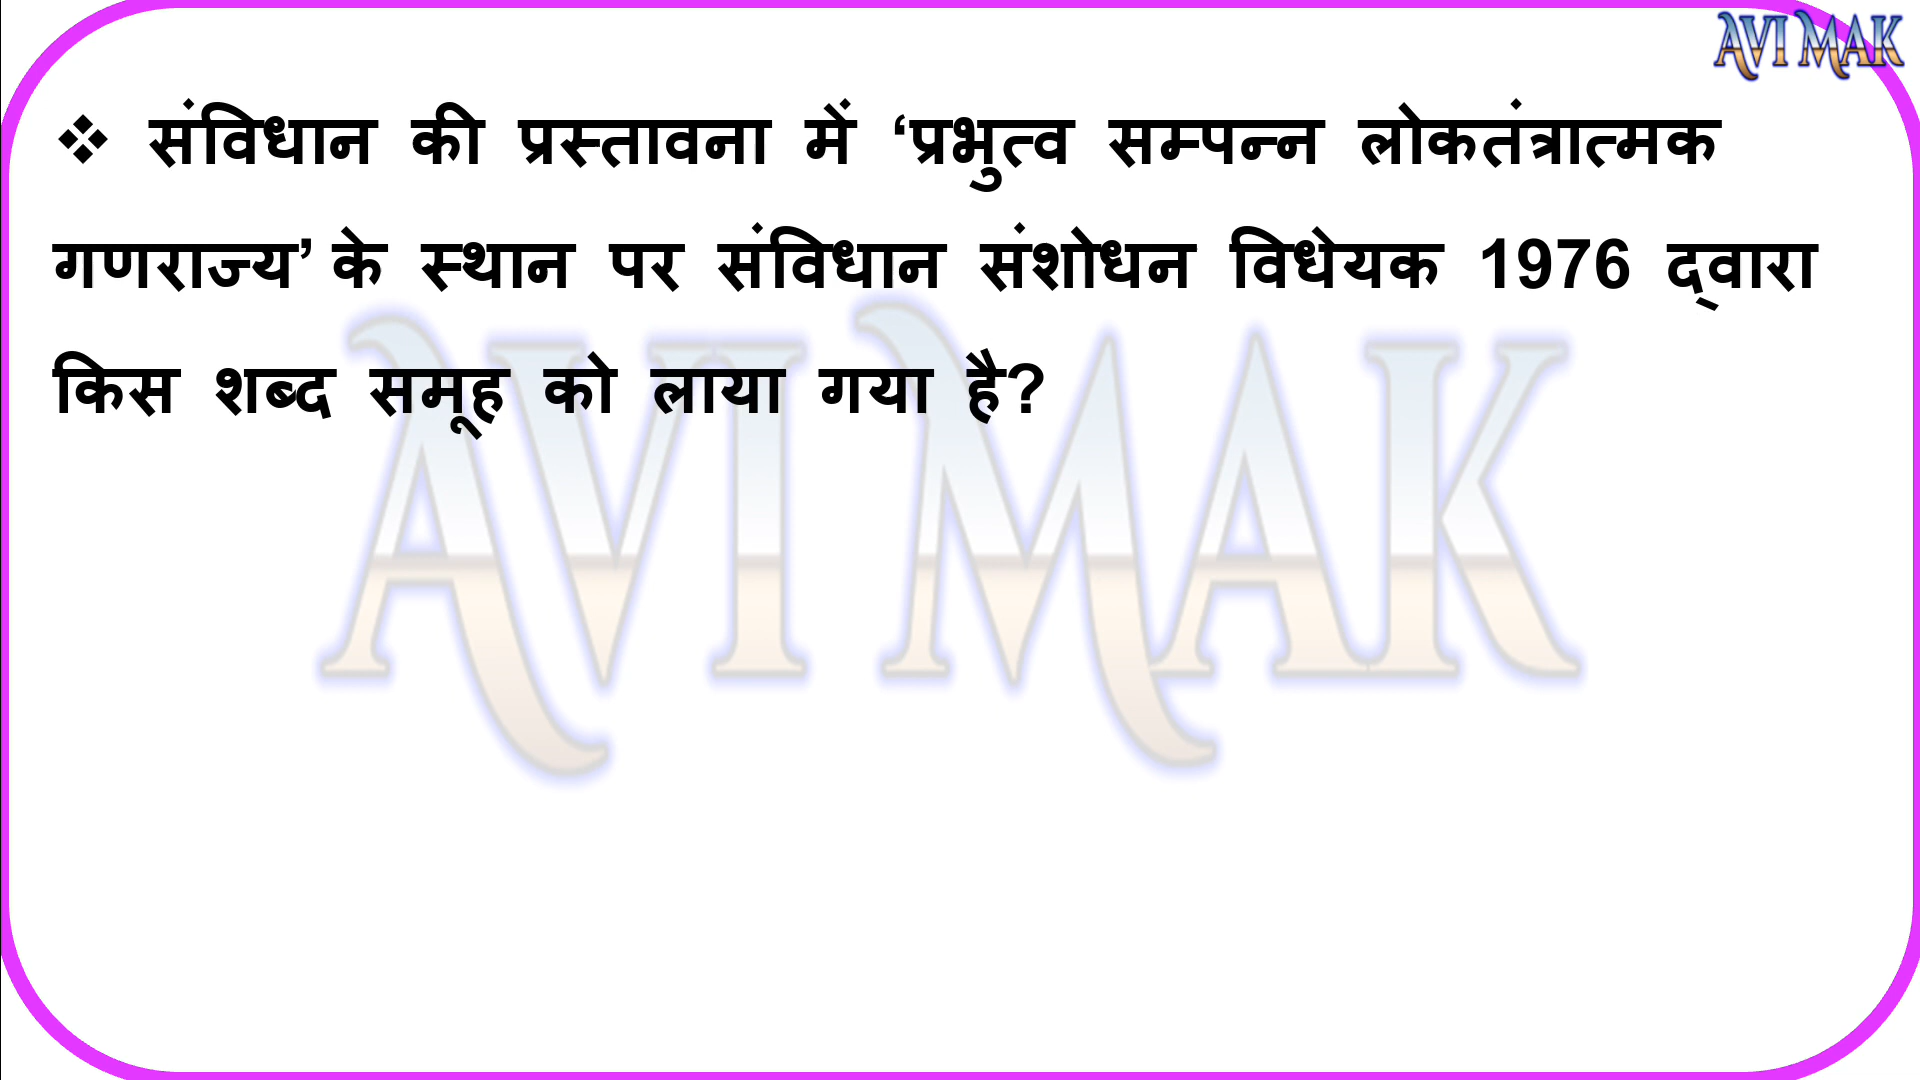 AVI MAK
❖ संविधान की प्रस्तावना में ‘प्रभुत्व सम्पन्न लोकतंत्रात्मक
गणराज्य’ के स्थान पर संविधान संशोधन विधेयक 1976 द्वारा
किस शब्द समूह को लाया गया है?
AVI MAK